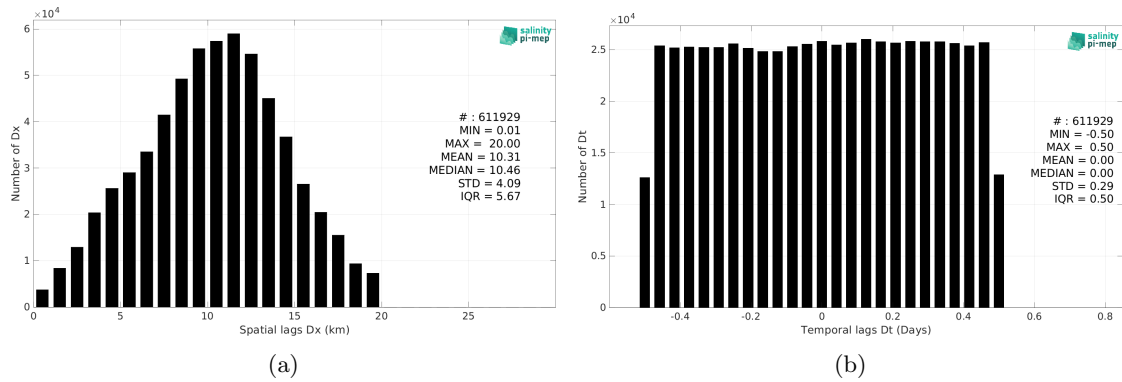 ×10⁴
6
5
4
3
2
1
0
Number of Dx
salinity
pi-mep
# : 611929
MIN = 0.01
MAX = 20.00
MEAN = 10.31
MEDIAN = 10.46
STD = 4.09
IQR = 5.67
0 5 10 15 20 25
Spatial lags Dx (km)
(a)
×10⁴
2.5
2
1.5
1
0.5
0
Number of Dt
salinity
pi-mep
# : 611929
MIN = -0.50
MAX = 0.50
MEAN = 0.00
MEDIAN = 0.00
STD = 0.29
IQR = 0.50
-0.4 -0.2 0 0.2 0.4 0.6 0.8
Temporal lags Dt (Days)
(b)